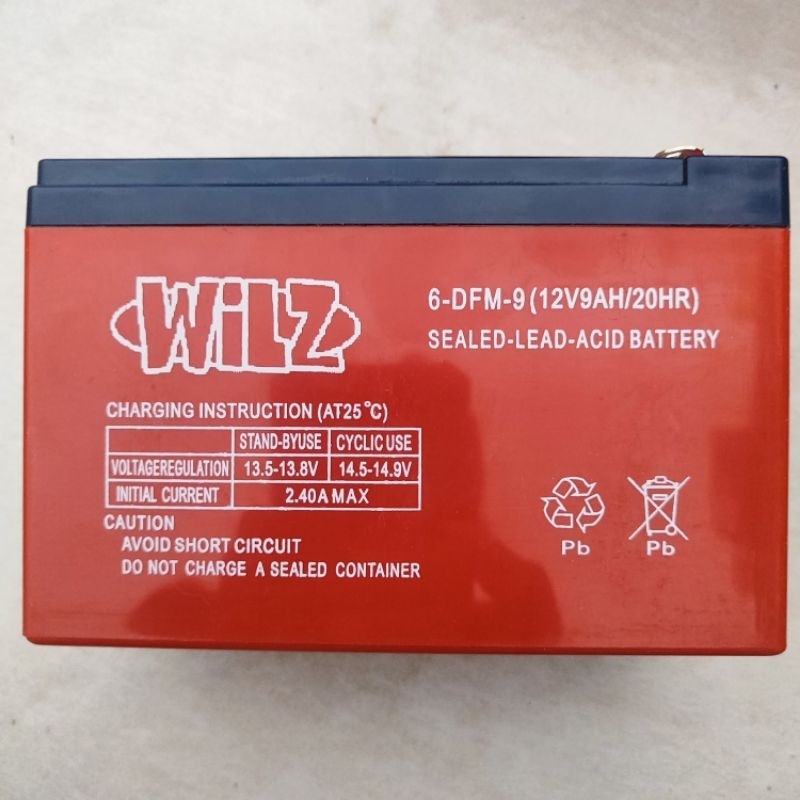 WiLZ
6-DFM-9(12V9AH/20HR)
SEALED-LEAD-ACID BATTERY
CHARGING INSTRUCTION (AT25°C)
STAND-BYUSE CYCLIC USE
VOLTAGEREGULATION 13.5-13.8V 14.5-14.9V
INITIAL CURRENT 2.40A MAX
CAUTION
AVOID SHORT CIRCUIT
DO NOT CHARGE A SEALED CONTAINER
Pb Pb